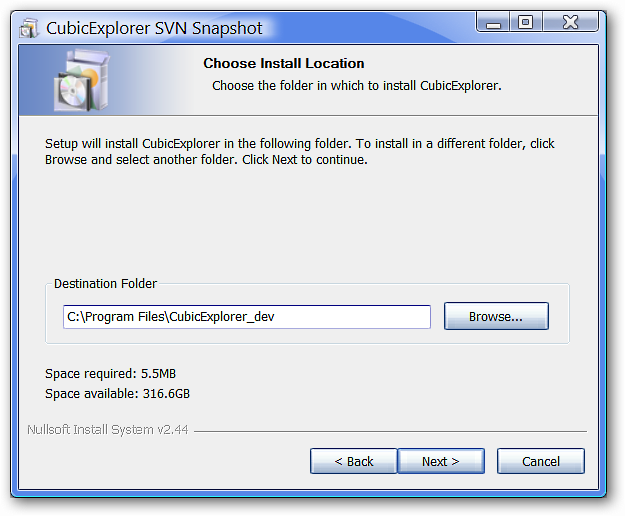 CubicExplorer SVN Snapshot
Choose Install Location
Choose the folder in which to install CubicExplorer.
Setup will install CubicExplorer in the following folder. To install in a different folder, click
Browse and select another folder. Click Next to continue.
Destination Folder
C:\Program Files\CubicExplorer_dev
Browse...
Space required: 5.5MB
Space available: 316.6GB
Nullsoft Install System v2.44
< Back
Next >
Cancel